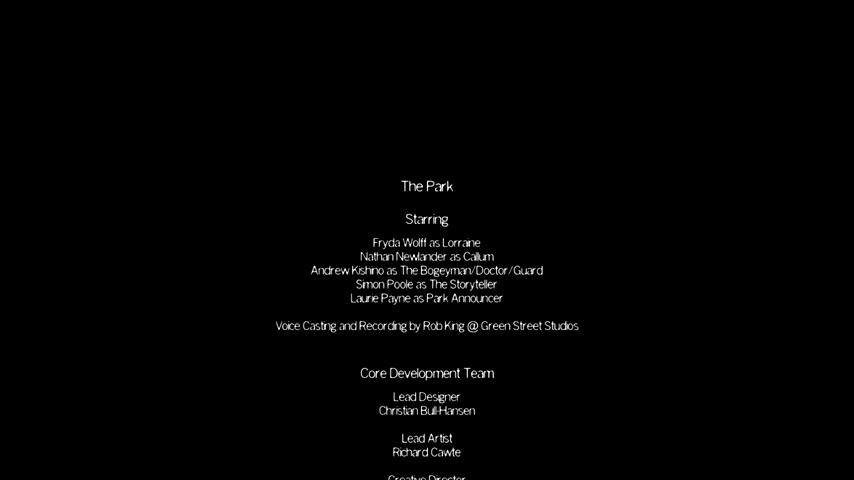 The Park
Starring
Fryda Wolff as Lorraine
Nathan Newlander as Callum
Andrew Kishino as The Bogeyman/Doctor/Guard
Simon Poole as The Storyteller
Laurie Payne as Park Announcer
Voice Casting and Recording by Rob King @ Green Street Studios
Core Development Team
Lead Designer
Christian Bull-Hansen
Lead Artist
Richard Cawte
Creative Director